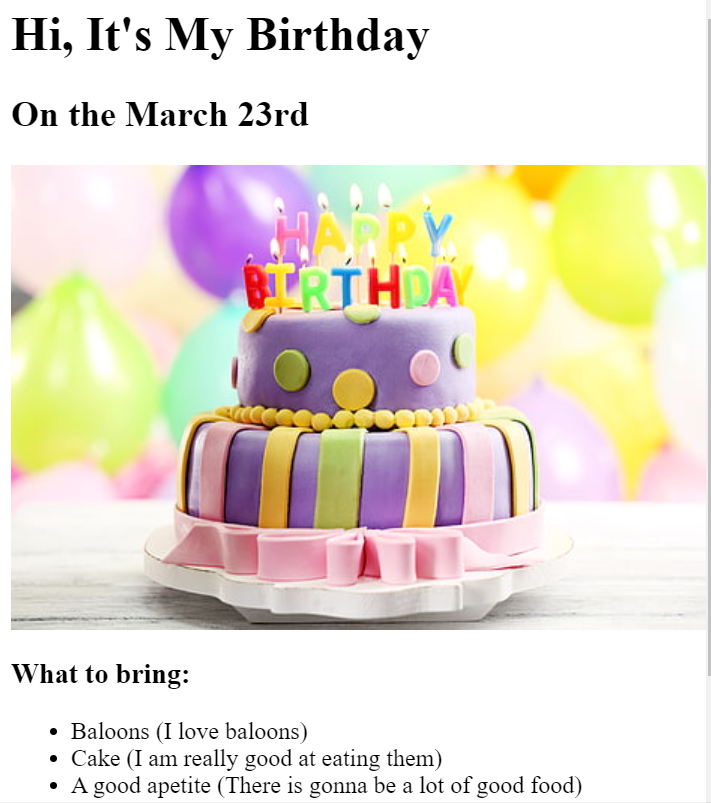 Hi, It's My Birthday
On the March 23rd
HAPPY
BIRTHDAY
What to bring:
Baloons (I love baloons)
Cake (I am really good at eating them)
A good apetite (There is gonna be a lot of good food)